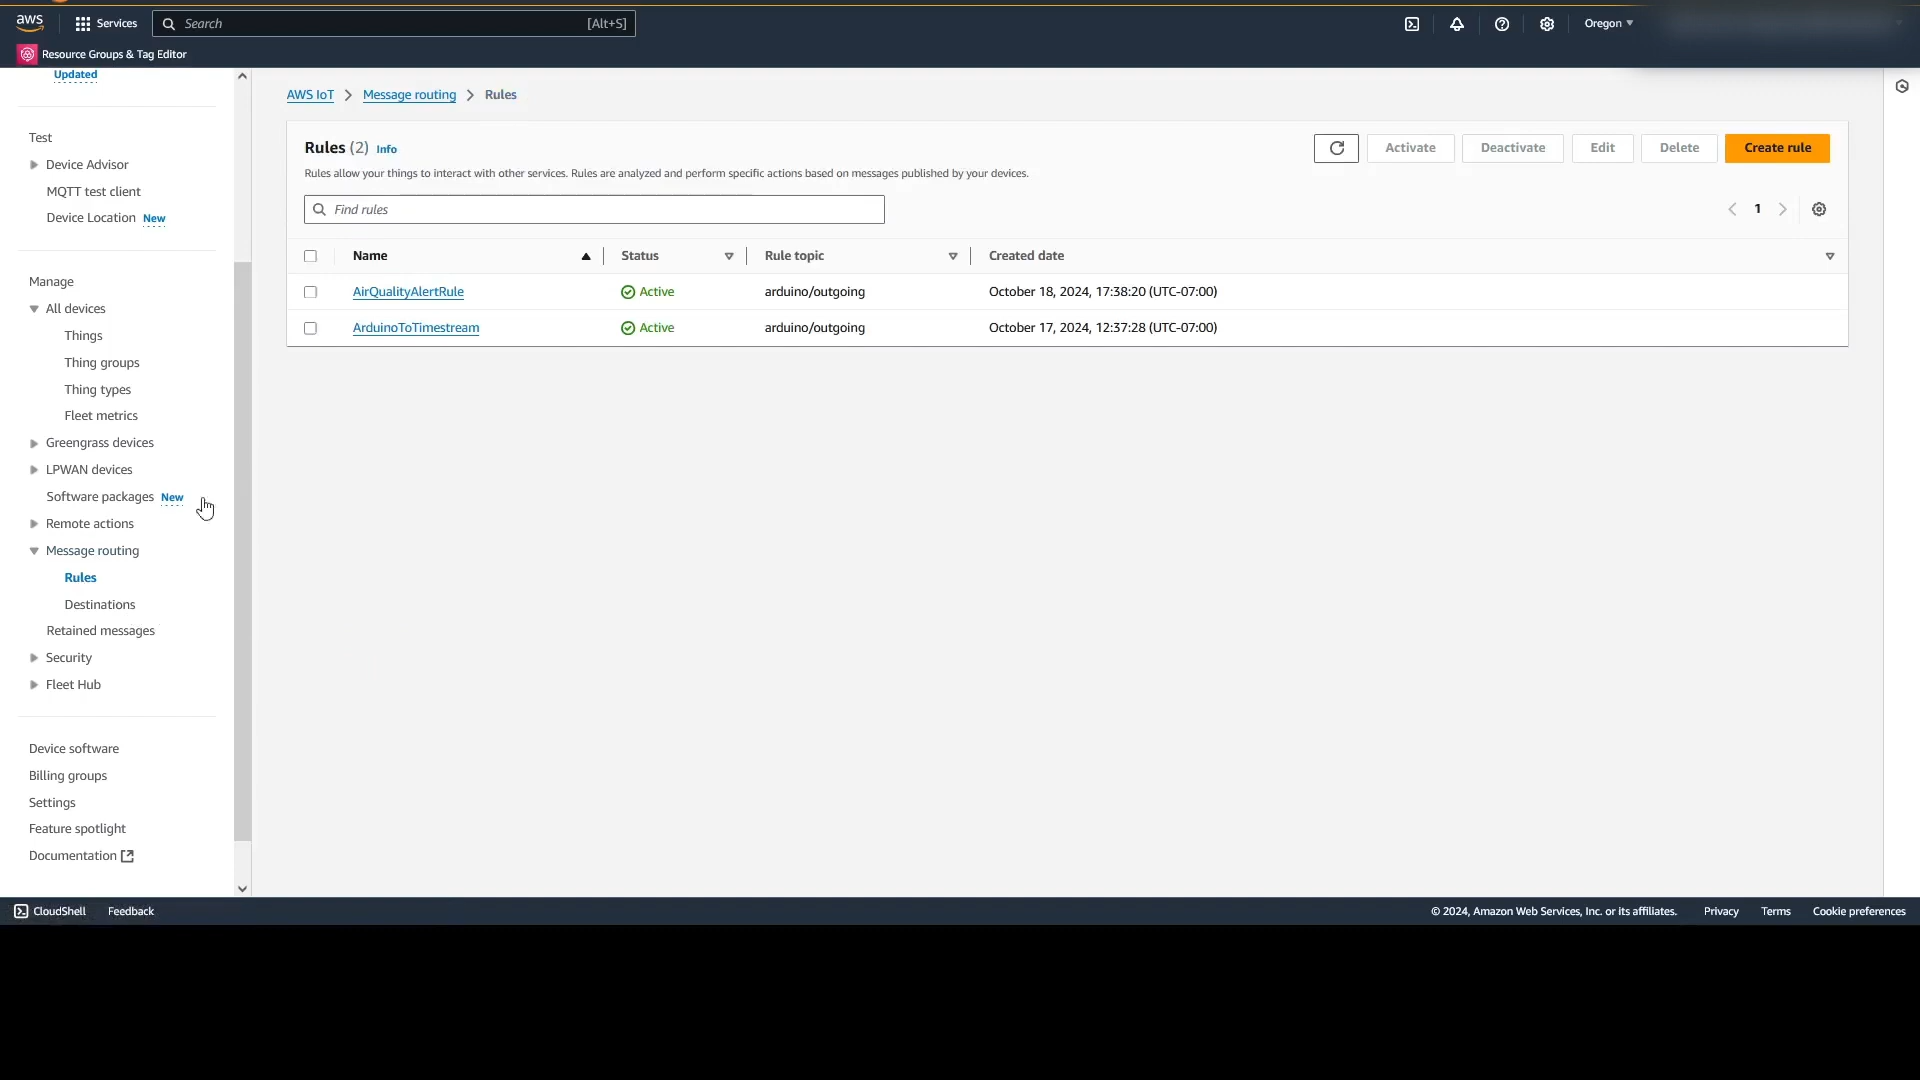 aws Services Search [Alt+S] Oregon
Resource Groups & Tag Editor
Updated
Test
Device Advisor
MQTT test client
Device Location New
Manage
All devices
Things
Thing groups
Thing types
Fleet metrics
Greengrass devices
LPWAN devices
Software packages New
Remote actions
Message routing
Rules
Destinations
Retained messages
Security
Fleet Hub
Device software
Billing groups
Settings
Feature spotlight
Documentation
AWS IoT > Message routing > Rules
Rules (2) Info
Activate Deactivate Edit Delete Create rule
Rules allow your things to interact with other services. Rules are analyzed and perform specific actions based on messages published by your devices.
Find rules
1
Name Status Rule topic Created date
AirQualityAlertRule Active arduino/outgoing October 18, 2024, 17:38:20 (UTC-07:00)
ArduinoToTimestream Active arduino/outgoing October 17, 2024, 12:37:28 (UTC-07:00)
CloudShell Feedback © 2024, Amazon Web Services, Inc. or its affiliates. Privacy Terms Cookie preferences